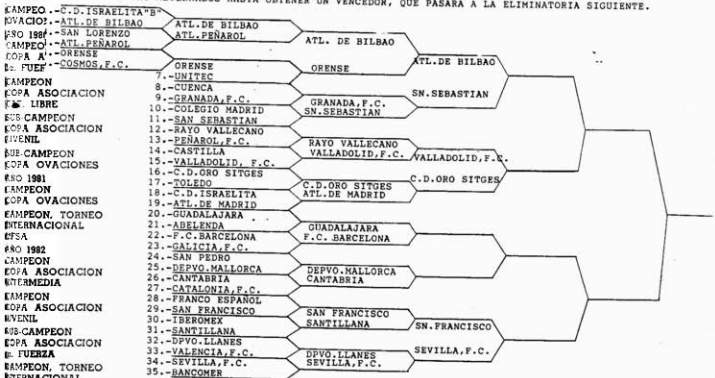 ALTERNADOS HASTA OBTENER UN VENCEDOR, QUE PASARA A LA ELIMINATORIA SIGUIENTE.
CAMPEO.- C.D.ISRAELITA"B"
ATL.DE BILBAO
ATL.DE BILBAO
ATL.PEÑAROL
ATL. DE BILBAO
ATL.DE BILBAO
AÑO 198 SAN LORENZO
CAMPEO ATL.PEÑAROL
COPA A ORENSE
COSMOS,F.C.
ORENSE
ORENSE
7.-UNITEC
CAMPEON
8.-CUENCA
COPA ASOCIACION
9.-GRANADA,F.C.
GRANADA,F.C.
SN.SEBASTIAN
LIBRE
10.-COLEGIO MADRID
SN.SEBASTIAN
SUB-CAMPEON
11.-SAN SEBASTIAN
COPA ASOCIACION
12.-RAYO VALLECANO
JUVENIL
13.-PEÑAROL,F.C.
RAYO VALLECANO
SUB-CAMPEON
14.-CASTILLA
VALLADOLID,F.C.
VALLADOLID,F.C.
COPA OVACIONES
15.-VALLADOLID, F.C.
AÑO 1981
16.-C.D.ORO SITGES
C.D.ORO SITGES
CAMPEON
17.-TOLEDO
C.D.ORO SITGES
COPA OVACIONES
18.-C.D.ISRAELITA
ATL.DE MADRID
19.-ATL.DE MADRID
CAMPEON, TORNEO
20.-GUADALAJARA
INTERNACIONAL
21.-ABELENDA
GUADALAJARA
22.-F.C.BARCELONA
F.C. BARCELONA
AÑO 1982
23.-GALICIA,F.C.
CAMPEON
24.-SAN PEDRO
COPA ASOCIACION
25.-DEPVO.MALLORCA
DEPVO.MALLORCA
INTERMEDIA
26.-CANTABRIA
CANTABRIA
CAMPEON
27.-CATALONIA,F.C.
COPA ASOCIACION
28.-FRANCO ESPAÑOL
JUVENIL
29.-SAN FRANCISCO
SAN FRANCISCO
SUB-CAMPEON
30.-IBEROMEX
SANTILLANA
SN.FRANCISCO
COPA ASOCIACION
31.-SANTILLANA
FUERZA
32.-DPVO.LLANES
SEVILLA,F.C.
33.-VALENCIA,F.C.
DPVO.LLANES
CAMPEON, TORNEO
34.-SEVILLA,F.C.
SEVILLA,F.C.
INTERNACIONAL
35.-BANCOMER